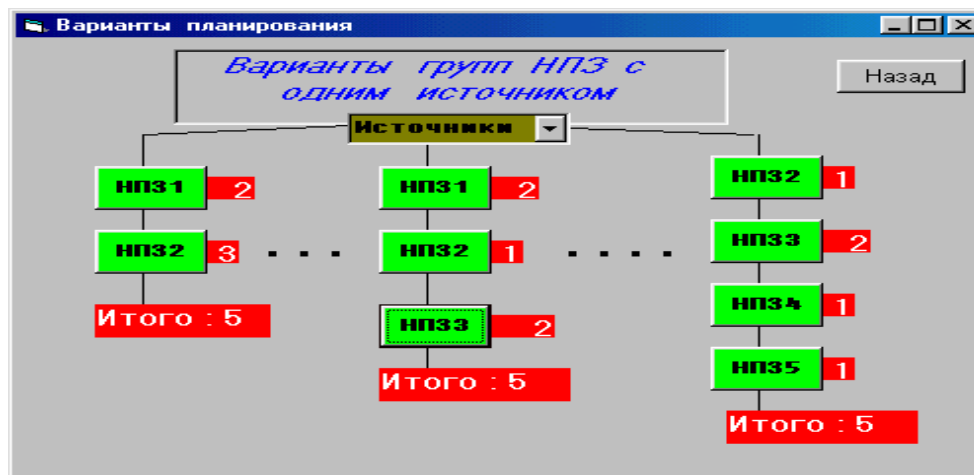 Варианты планирования
Варианты групп НПЗ с
одним источником
Назад
Источники
НПЗ1 2
НПЗ2 3
Итого : 5
. . .
НПЗ1 2
НПЗ2 1
НПЗ3 2
Итого : 5
. . . .
НПЗ2 1
НПЗ3 2
НПЗ4 1
НПЗ5 1
Итого : 5